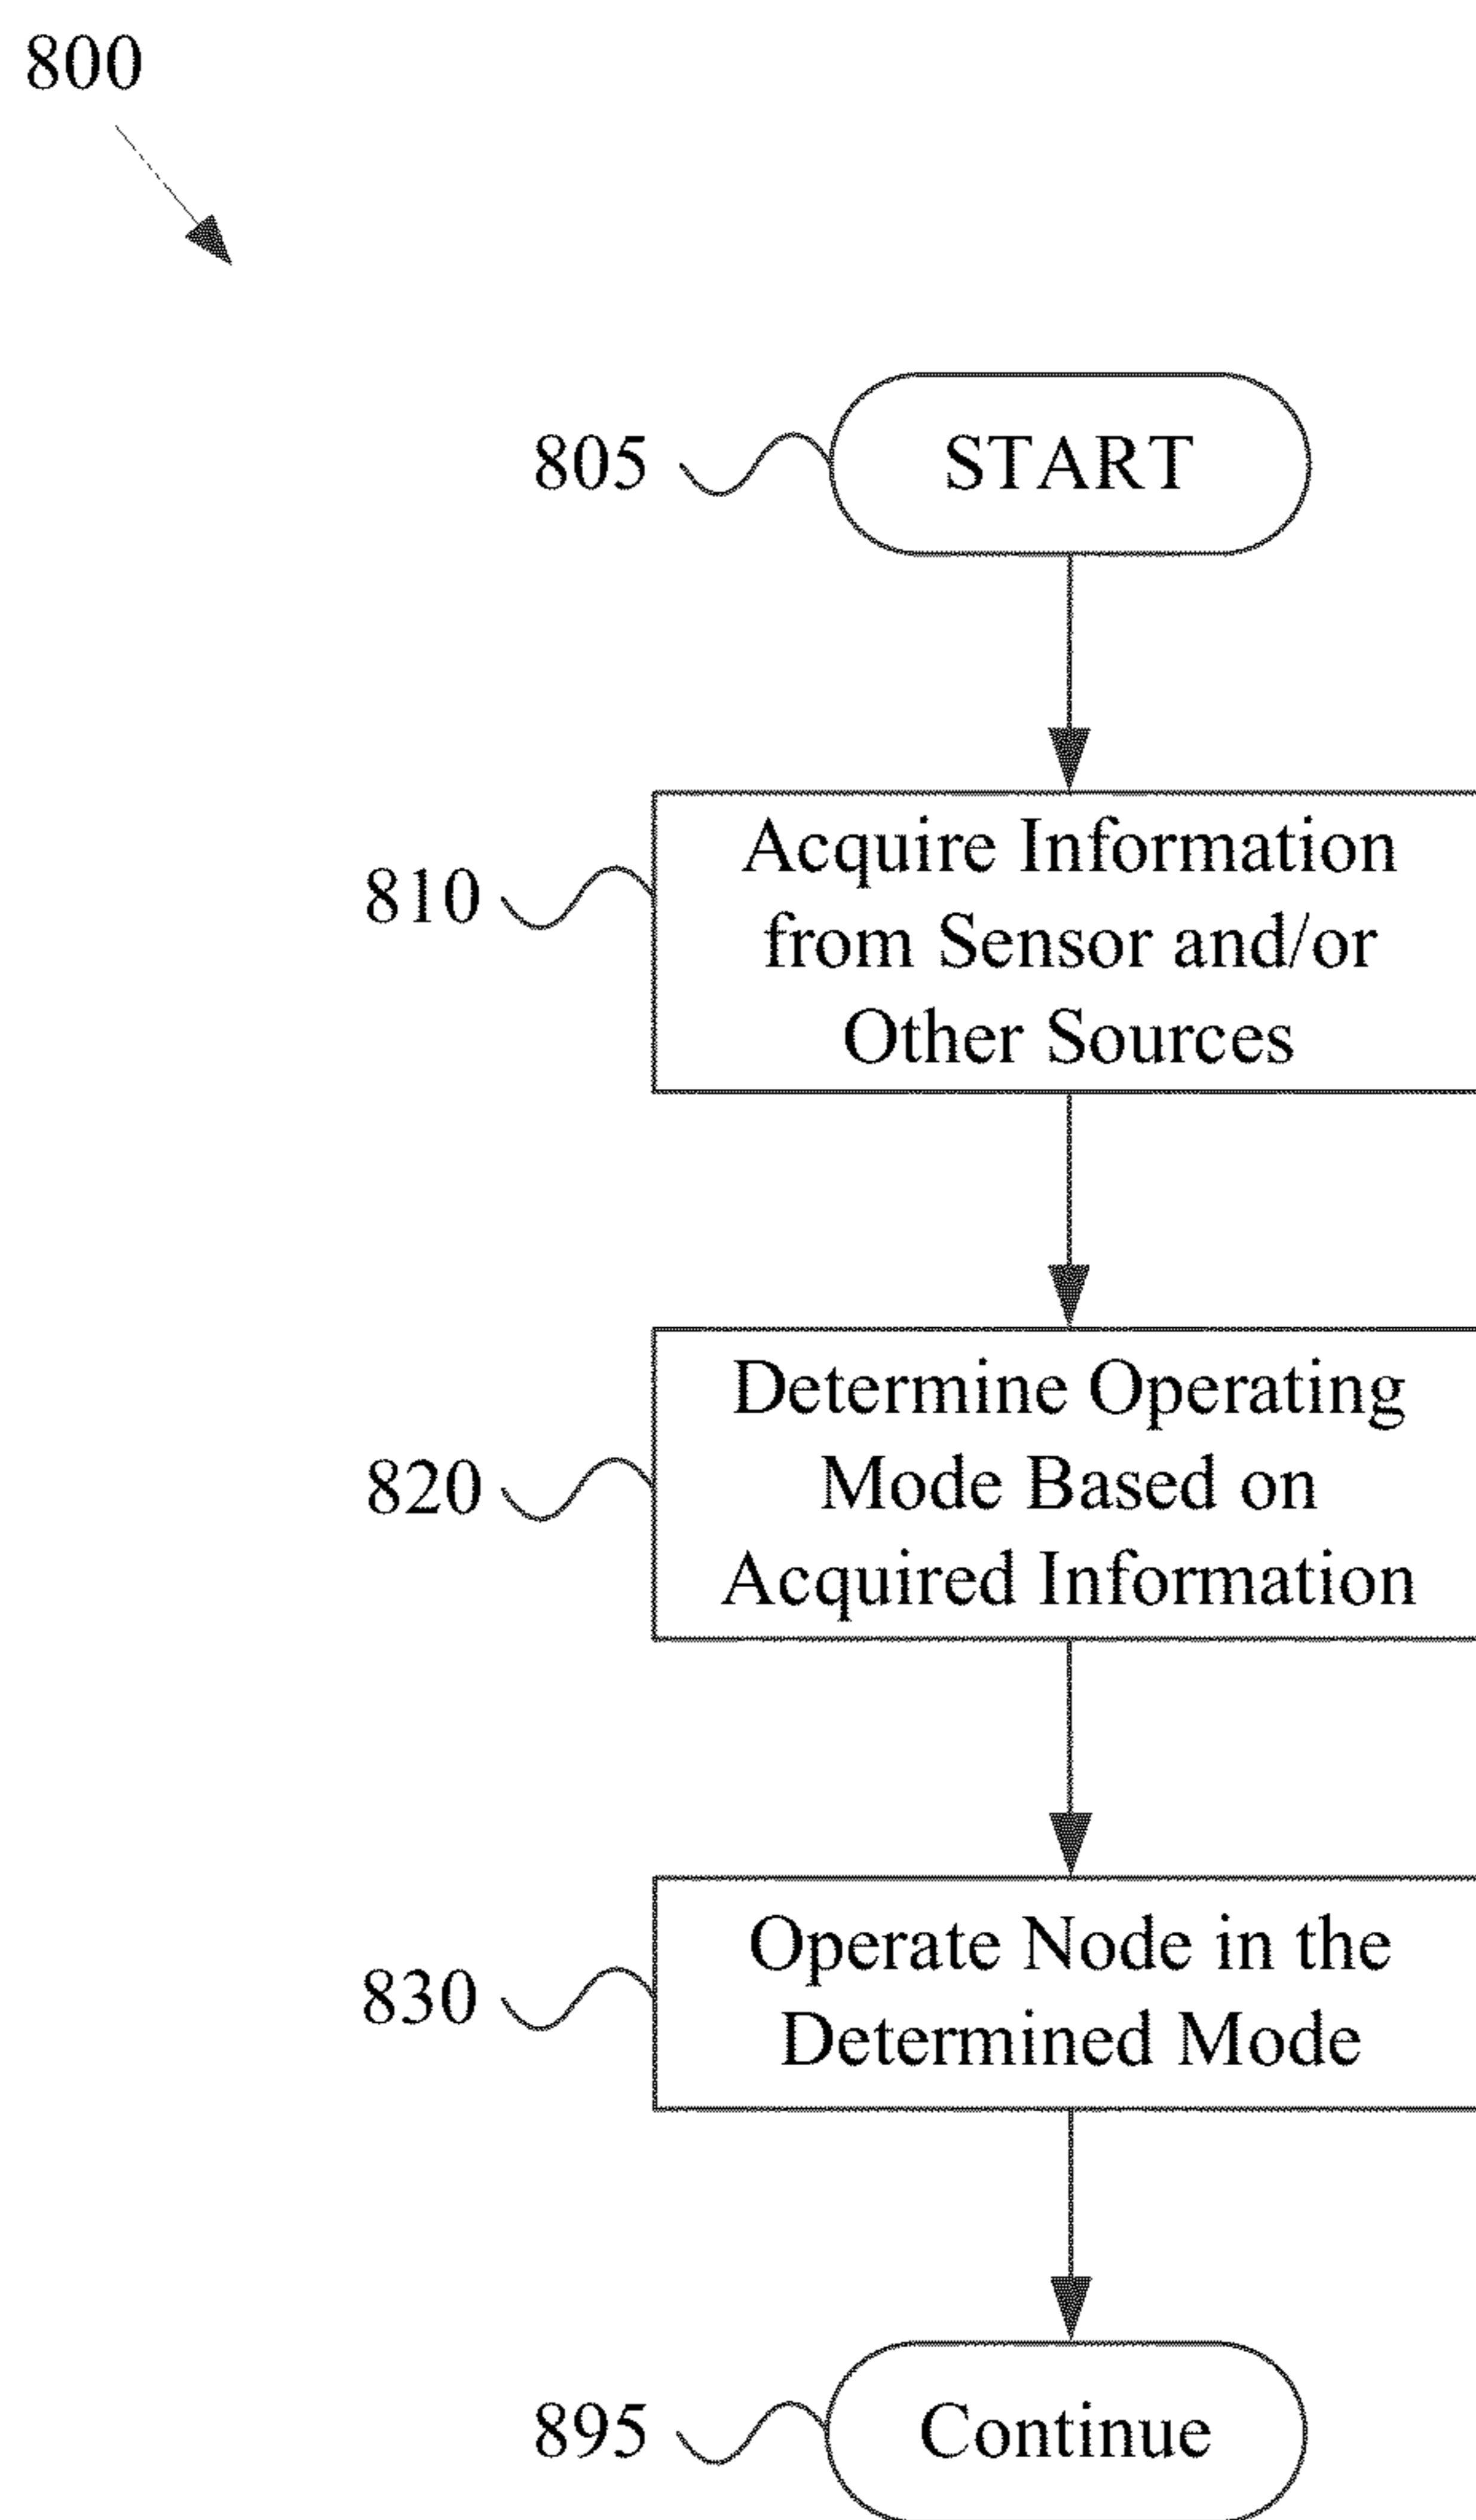 800
805
START
810
Acquire Information
from Sensor and/or
Other Sources
820
Determine Operating
Mode Based on
Acquired Information
830
Operate Node in the
Determined Mode
895
Continue